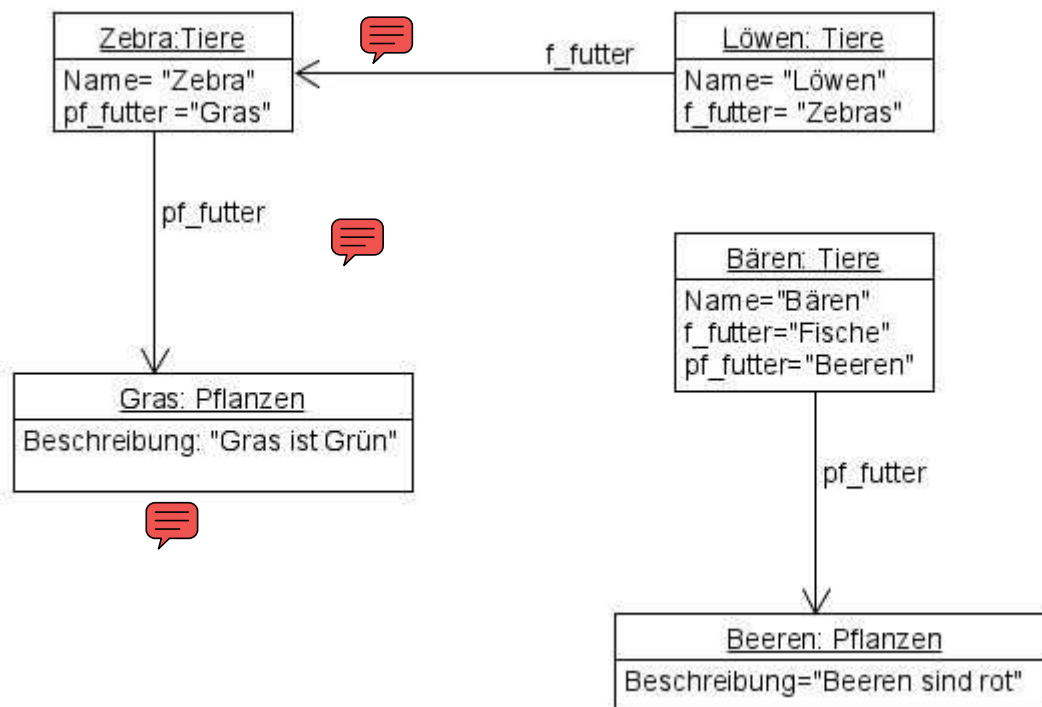 Zebra:Tiere
Name= "Zebra"
pf_futter ="Gras"
f_futter
Löwen: Tiere
Name= "Löwen"
f_futter= "Zebras"
pf_futter
Bären: Tiere
Name="Bären"
f_futter="Fische"
pf_futter="Beeren"
Gras: Pflanzen
Beschreibung: "Gras ist Grün"
pf_futter
Beeren: Pflanzen
Beschreibung="Beeren sind rot"